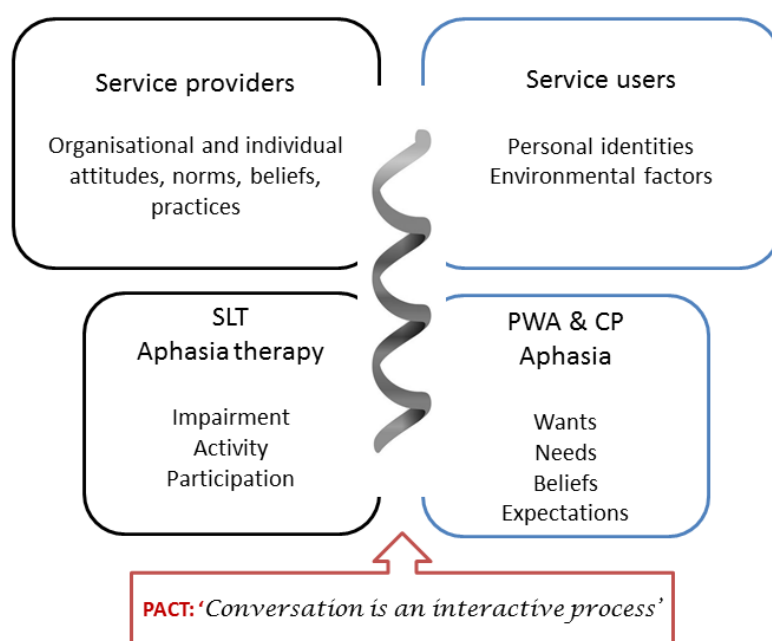 Service providers
Organisational and individual
attitudes, norms, beliefs,
practices
Service users
Personal identities
Environmental factors
SLT
Aphasia therapy
Impairment
Activity
Participation
PWA & CP
Aphasia
Wants
Needs
Beliefs
Expectations
PACT: ‘Conversation is an interactive process’